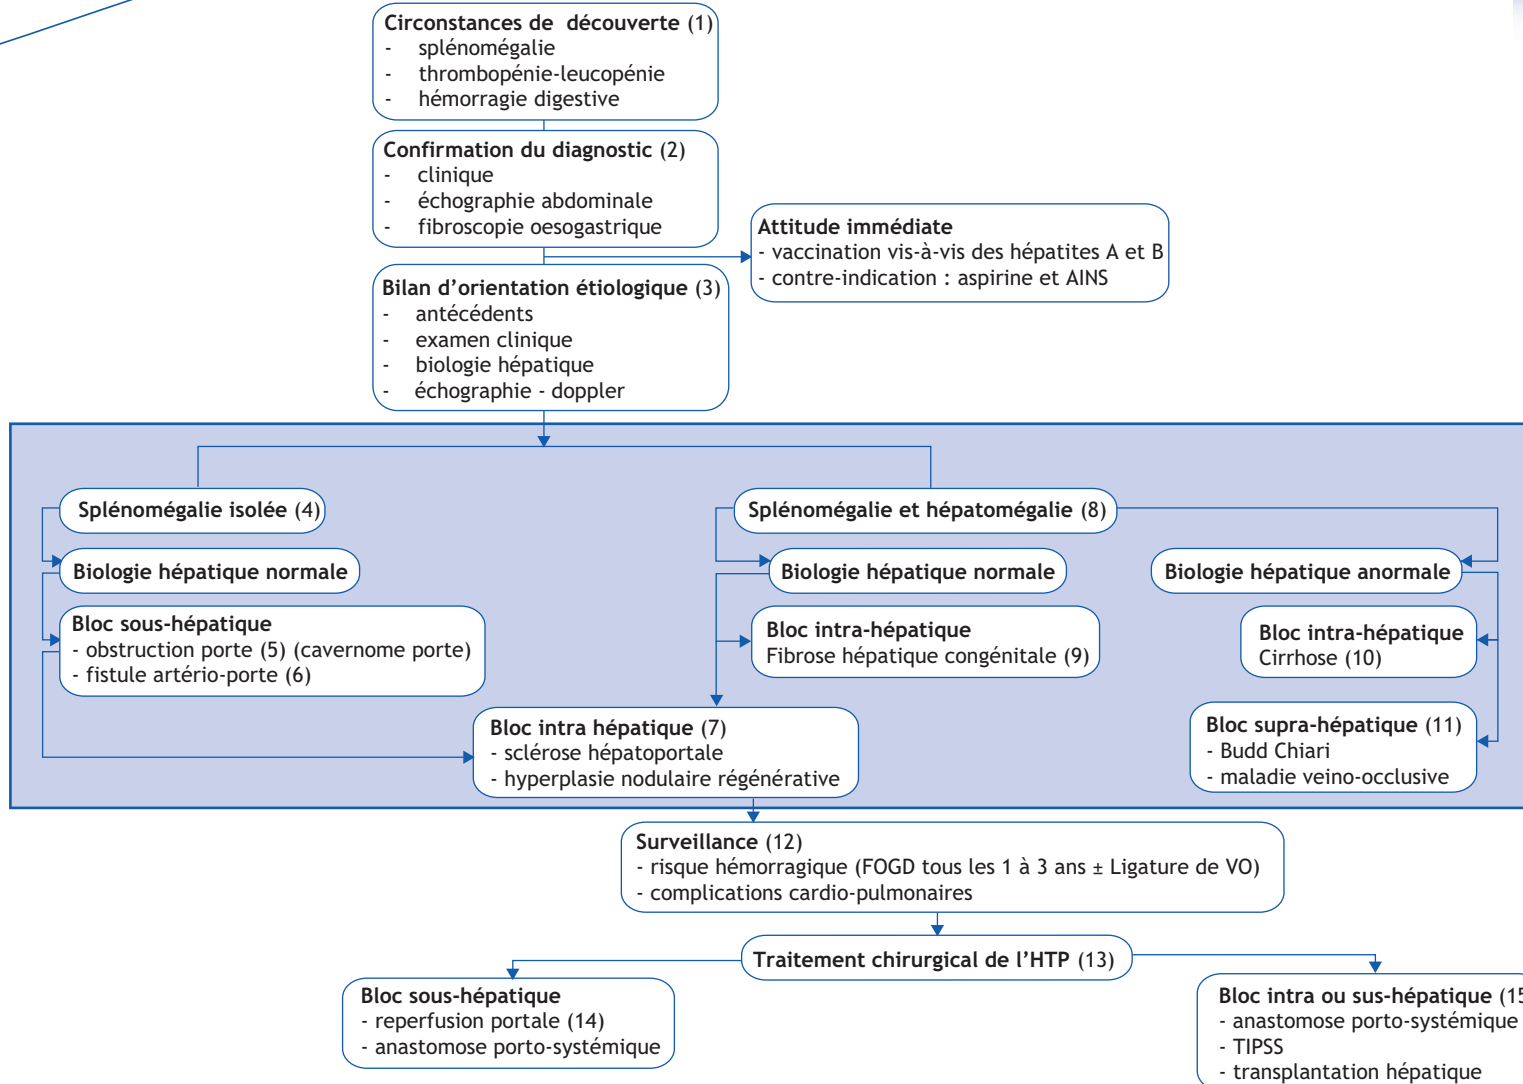 Circonstances de découverte (1)
- splénomégalie
- thrombopénie-leucopénie
- hémorragie digestive
Confirmation du diagnostic (2)
- clinique
- échographie abdominale
- fibroscopie oesogastrique
Attitude immédiate
- vaccination vis-à-vis des hépatites A et B
- contre-indication : aspirine et AINS
Bilan d'orientation étiologique (3)
- antécédents
- examen clinique
- biologie hépatique
- échographie - doppler
Splénomégalie isolée (4)
Splénomégalie et hépatomégalie (8)
Biologie hépatique normale
Biologie hépatique normale
Biologie hépatique anormale
Bloc sous-hépatique
- obstruction porte (5) (cavernome porte)
- fistule artério-porte (6)
Bloc intra-hépatique
Fibrose hépatique congénitale (9)
Bloc intra-hépatique
Cirrhose (10)
Bloc intra hépatique (7)
- sclérose hépatoportale
- hyperplasie nodulaire régénérative
Bloc supra-hépatique (11)
- Budd Chiari
- maladie veino-occlusive
Surveillance (12)
- risque hémorragique (FOGD tous les 1 à 3 ans ± Ligature de VO)
- complications cardio-pulmonaires
Traitement chirurgical de l'HTP (13)
Bloc sous-hépatique
- reperfusion portale (14)
- anastomose porto-systémique
Bloc intra ou sus-hépatique (15
- anastomose porto-systémique
- TIPSS
- transplantation hépatique